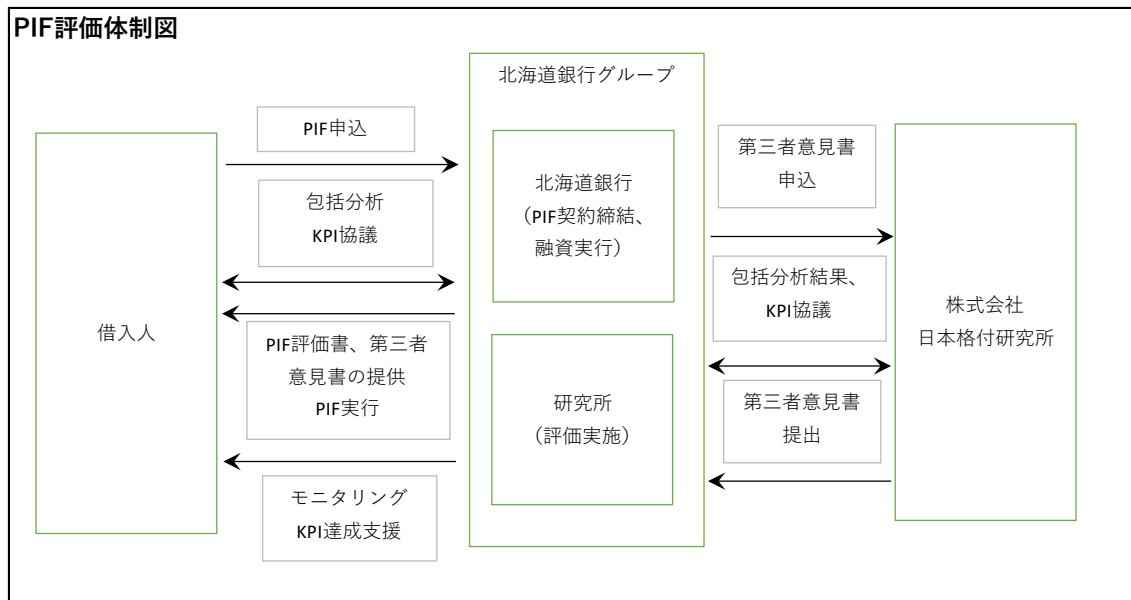 PIF評価体制図
北海道銀行グループ
PIF申込
包括分析
KPI協議
借入人
PIF評価書、第三者
意見書の提供
PIF実行
モニタリング
KPI達成支援
北海道銀行
（PIF契約締結、
融資実行）
研究所
（評価実施）
第三者意見書
申込
包括分析結果、
KPI協議
第三者意見書
提出
株式会社
日本格付研究所